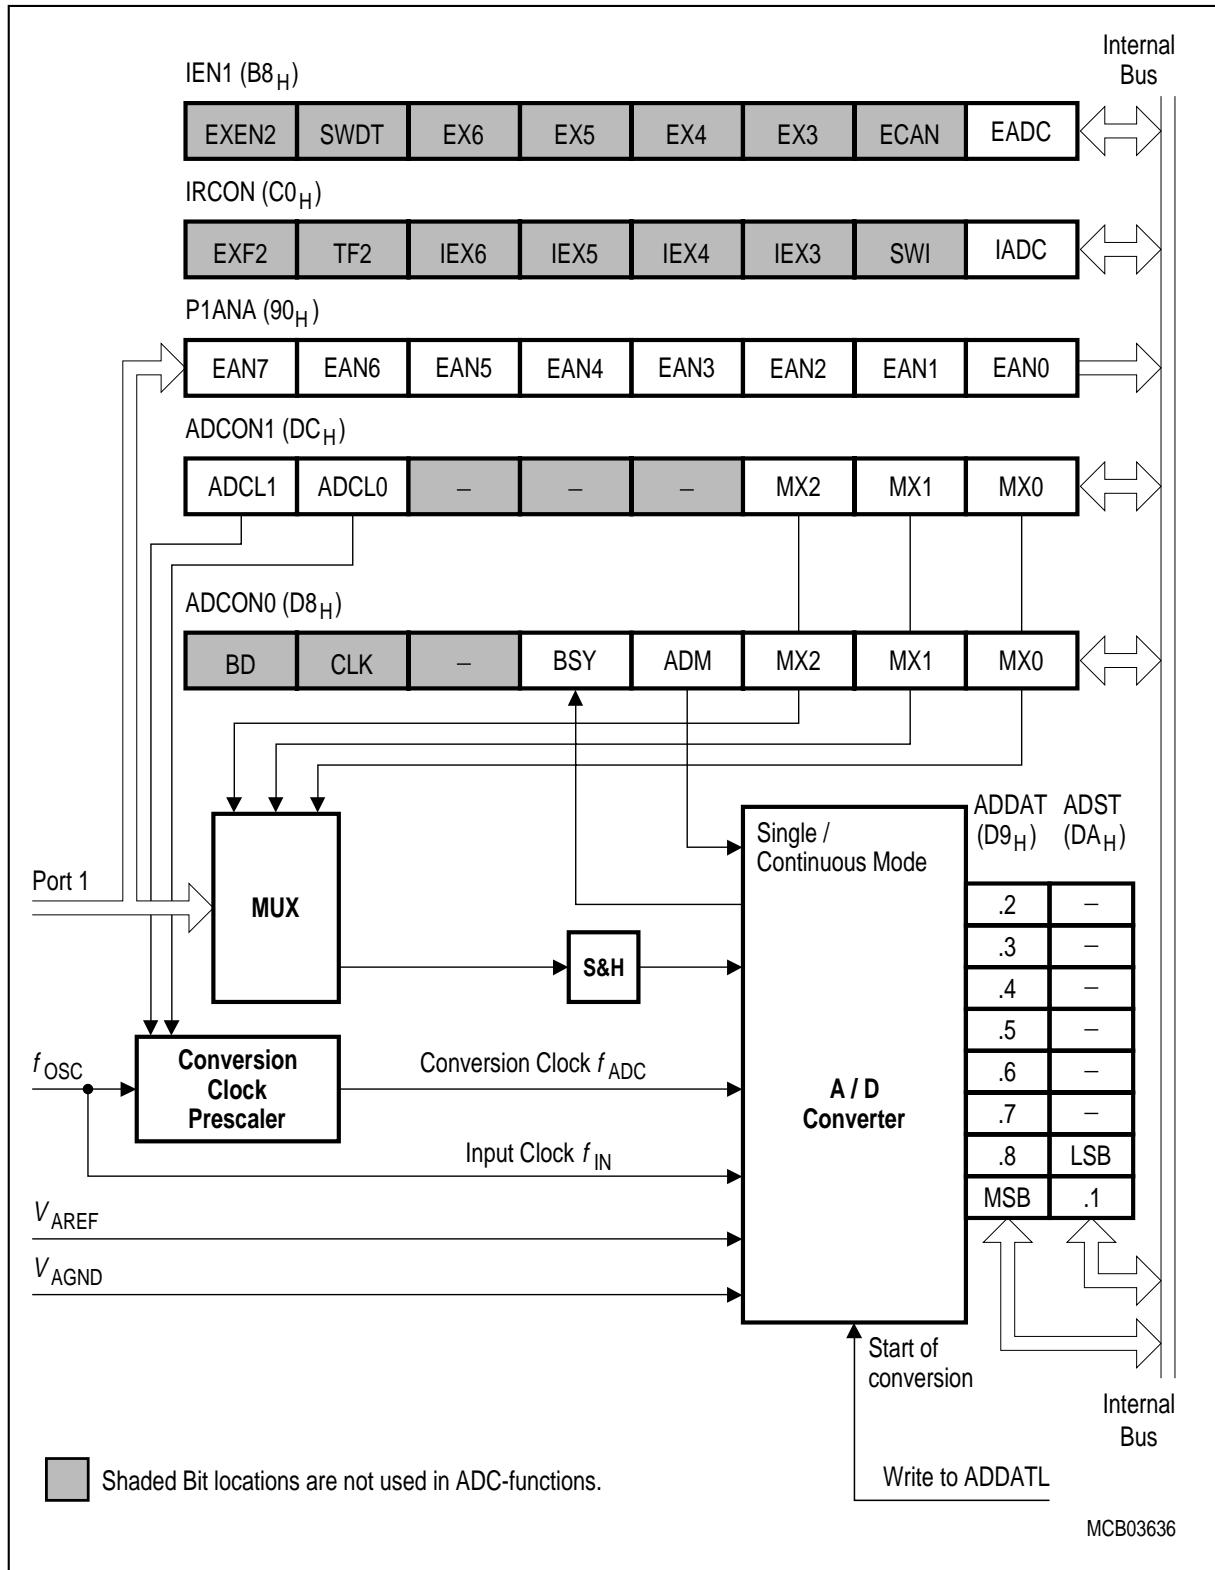 Internal
Bus
IEN1 (B8H)
EXEN2 SWDT EX6 EX5 EX4 EX3 ECAN EADC
IRCON (C0H)
EXF2 TF2 IEX6 IEX5 IEX4 IEX3 SWI IADC
P1ANA (90H)
EAN7 EAN6 EAN5 EAN4 EAN3 EAN2 EAN1 EAN0
ADCON1 (DCH)
ADCL1 ADCL0 – – – MX2 MX1 MX0
ADCON0 (D8H)
BD CLK – BSY ADM MX2 MX1 MX0
ADDAT ADST
(D9H) (DAH)
Single /
Continuous Mode
Port 1
MUX
.2 –
.3 –
S&H
.4 –
.5 –
fOSC
Conversion
Clock
Prescaler
Conversion Clock fADC
A / D
Converter
.6 –
.7 –
.8 LSB
MSB .1
Input Clock fIN
VAREF
VAGND
Start of
conversion
Internal
Bus
Shaded Bit locations are not used in ADC-functions.
Write to ADDATL
MCB03636